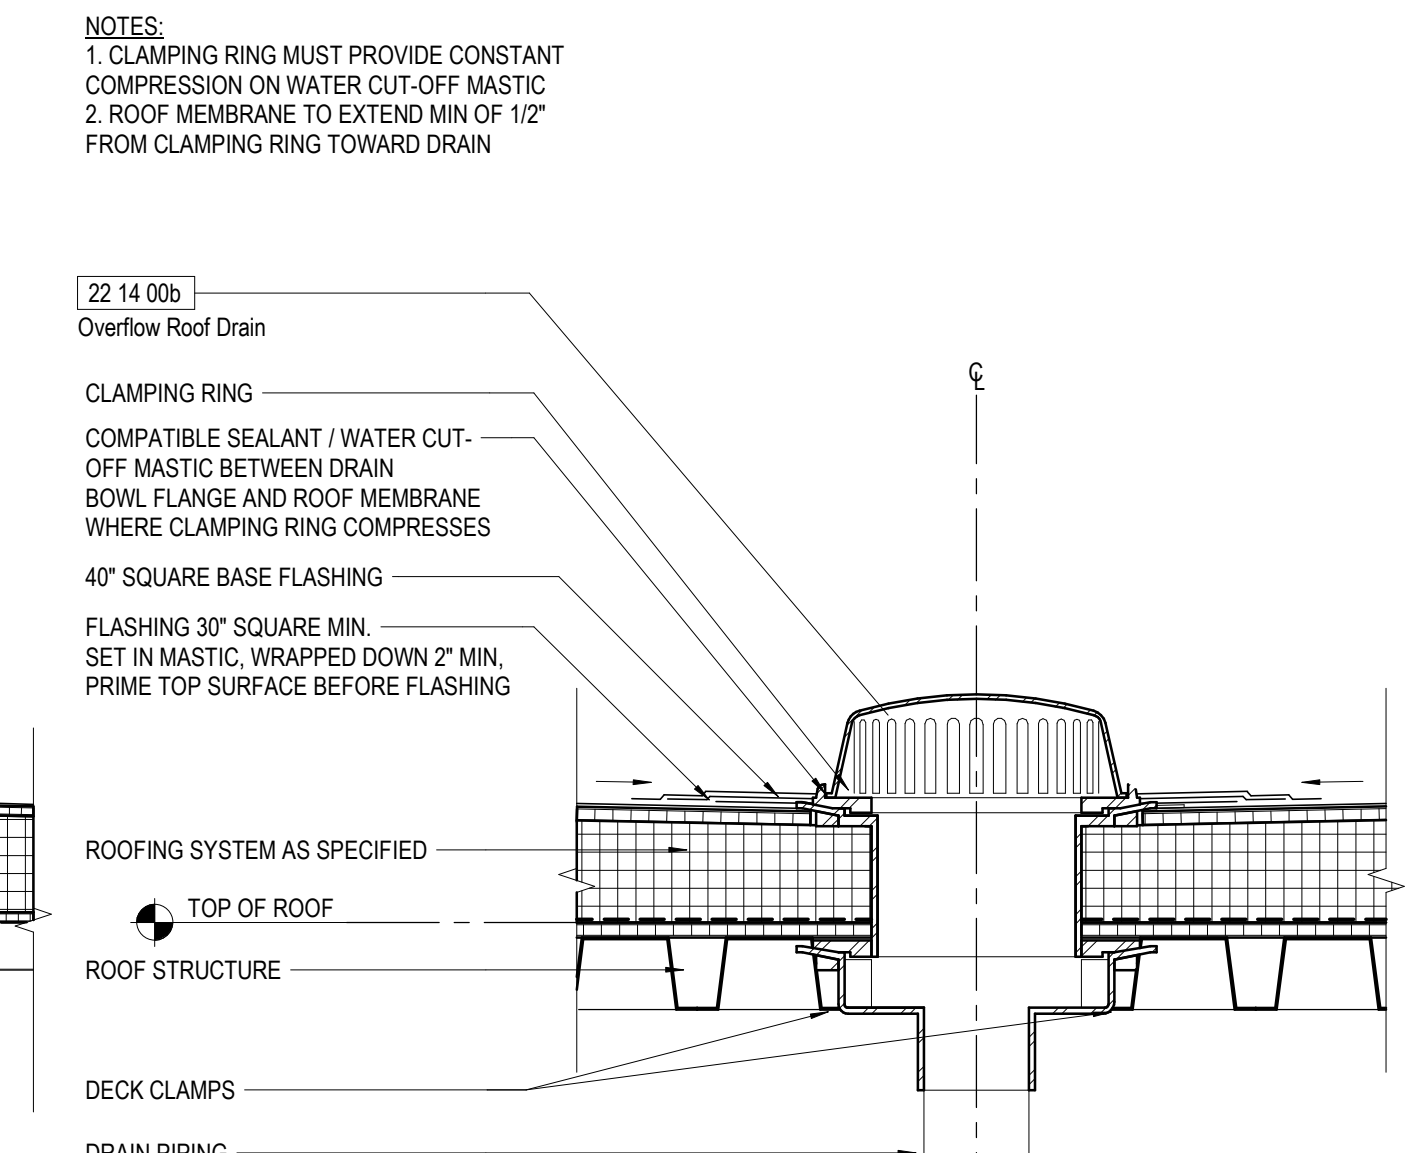 NOTES:
1. CLAMPING RING MUST PROVIDE CONSTANT
COMPRESSION ON WATER CUT-OFF MASTIC
2. ROOF MEMBRANE TO EXTEND MIN OF 1/2"
FROM CLAMPING RING TOWARD DRAIN
22 14 00b
Overflow Roof Drain
℄
CLAMPING RING
COMPATIBLE SEALANT / WATER CUT-
OFF MASTIC BETWEEN DRAIN
BOWL FLANGE AND ROOF MEMBRANE
WHERE CLAMPING RING COMPRESSES
40" SQUARE BASE FLASHING
FLASHING 30" SQUARE MIN.
SET IN MASTIC, WRAPPED DOWN 2" MIN,
PRIME TOP SURFACE BEFORE FLASHING
ROOFING SYSTEM AS SPECIFIED
TOP OF ROOF
ROOF STRUCTURE
DECK CLAMPS
DRAIN PIPING